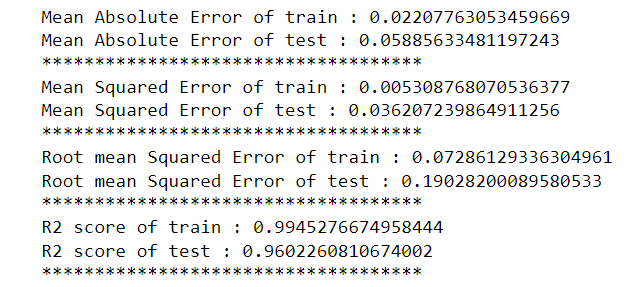 Mean Absolute Error of train : 0.02207763053459669
Mean Absolute Error of test : 0.05885633481197243
************************************
Mean Squared Error of train : 0.005308768070536377
Mean Squared Error of test : 0.036207239864911256
************************************
Root mean Squared Error of train : 0.07286129336304961
Root mean Squared Error of test : 0.19028200089580533
************************************
R2 score of train : 0.9945276674958444
R2 score of test : 0.9602260810674002
************************************